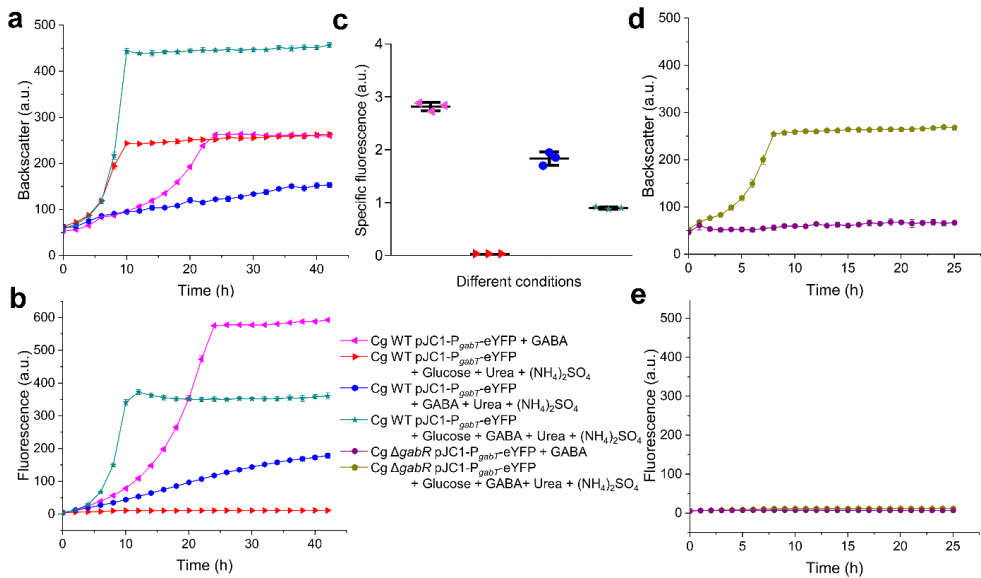 a
500
400
300
200
100
0
Backscatter (a.u.)
0 10 20 30 40
Time (h)
c
4
3
2
1
0
Specific fluorescence (a.u.)
Different conditions
d
500
400
300
200
100
0
Backscatter (a.u.)
0 5 10 15 20 25
Time (h)
b
600
500
400
300
200
100
0
Fluorescence (a.u.)
0 10 20 30 40
Time (h)
Cg WT pJC1-PgabT-eYFP + GABA
Cg WT pJC1-PgabT-eYFP
+ Glucose + Urea + (NH4)2SO4
Cg WT pJC1-PgabT-eYFP
+ GABA + Urea + (NH4)2SO4
Cg WT pJC1-PgabT-eYFP
+ Glucose + GABA + Urea + (NH4)2SO4
Cg ΔgabR pJC1-PgabT-eYFP + GABA
Cg ΔgabR pJC1-PgabT-eYFP
+ Glucose + GABA+ Urea + (NH4)2SO4
e
500
400
300
200
100
0
Fluorescence (a.u.)
0 5 10 15 20 25
Time (h)